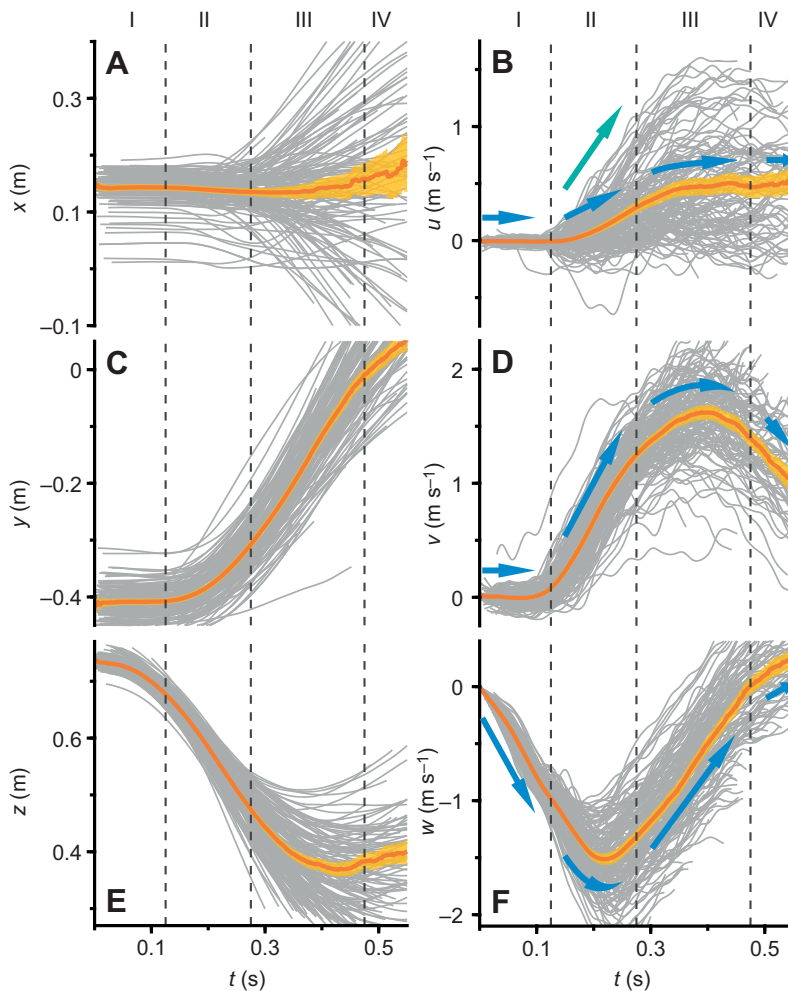 I II III IV I II III IV
A B
0.3
0.1
–0.1
x (m)
1
0
u (m s–1)
C D
0
–0.2
–0.4
y (m)
2
1
0
v (m s–1)
E F
0.6
0.4
z (m)
0
–1
–2
w (m s–1)
0.1 0.3 0.5 0.1 0.3 0.5
t (s) t (s)